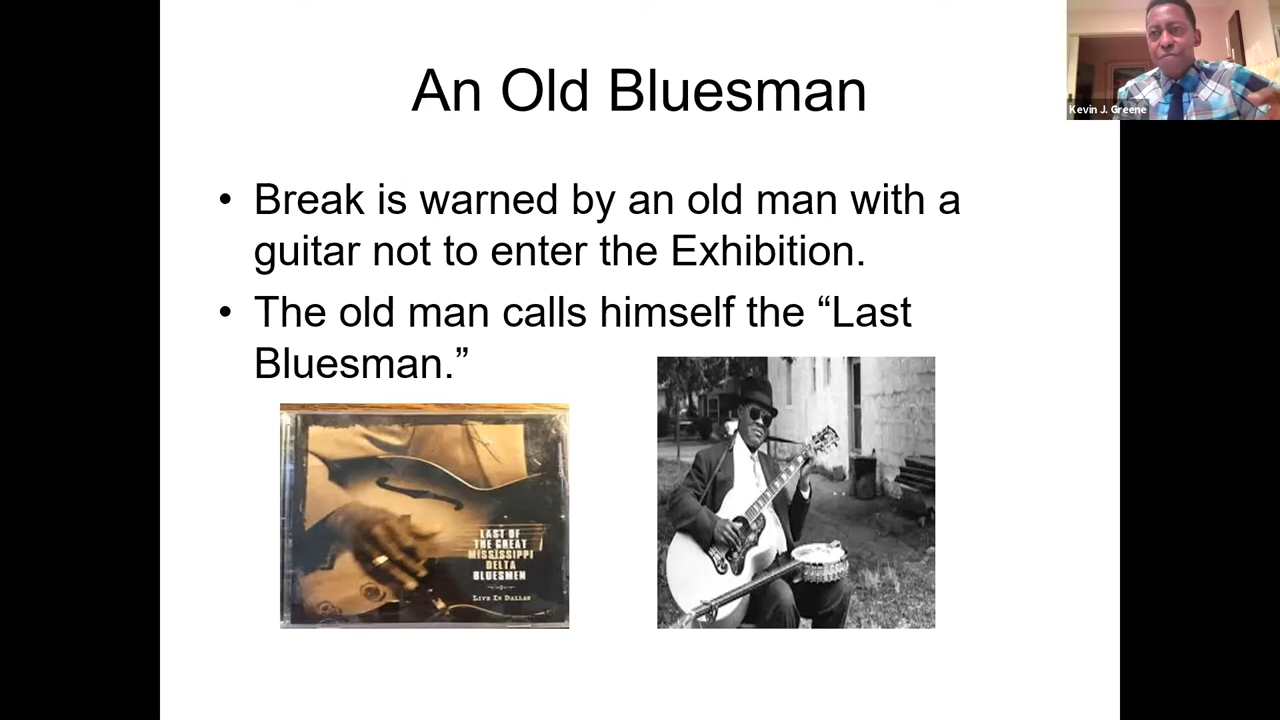 An Old Bluesman
Kevin J. Greene
• Break is warned by an old man with a
guitar not to enter the Exhibition.
• The old man calls himself the “Last
Bluesman.”
LAST OF
THE GREAT
MISSISSIPPI
DELTA
BLUESMEN
LIVE IN DALLAS